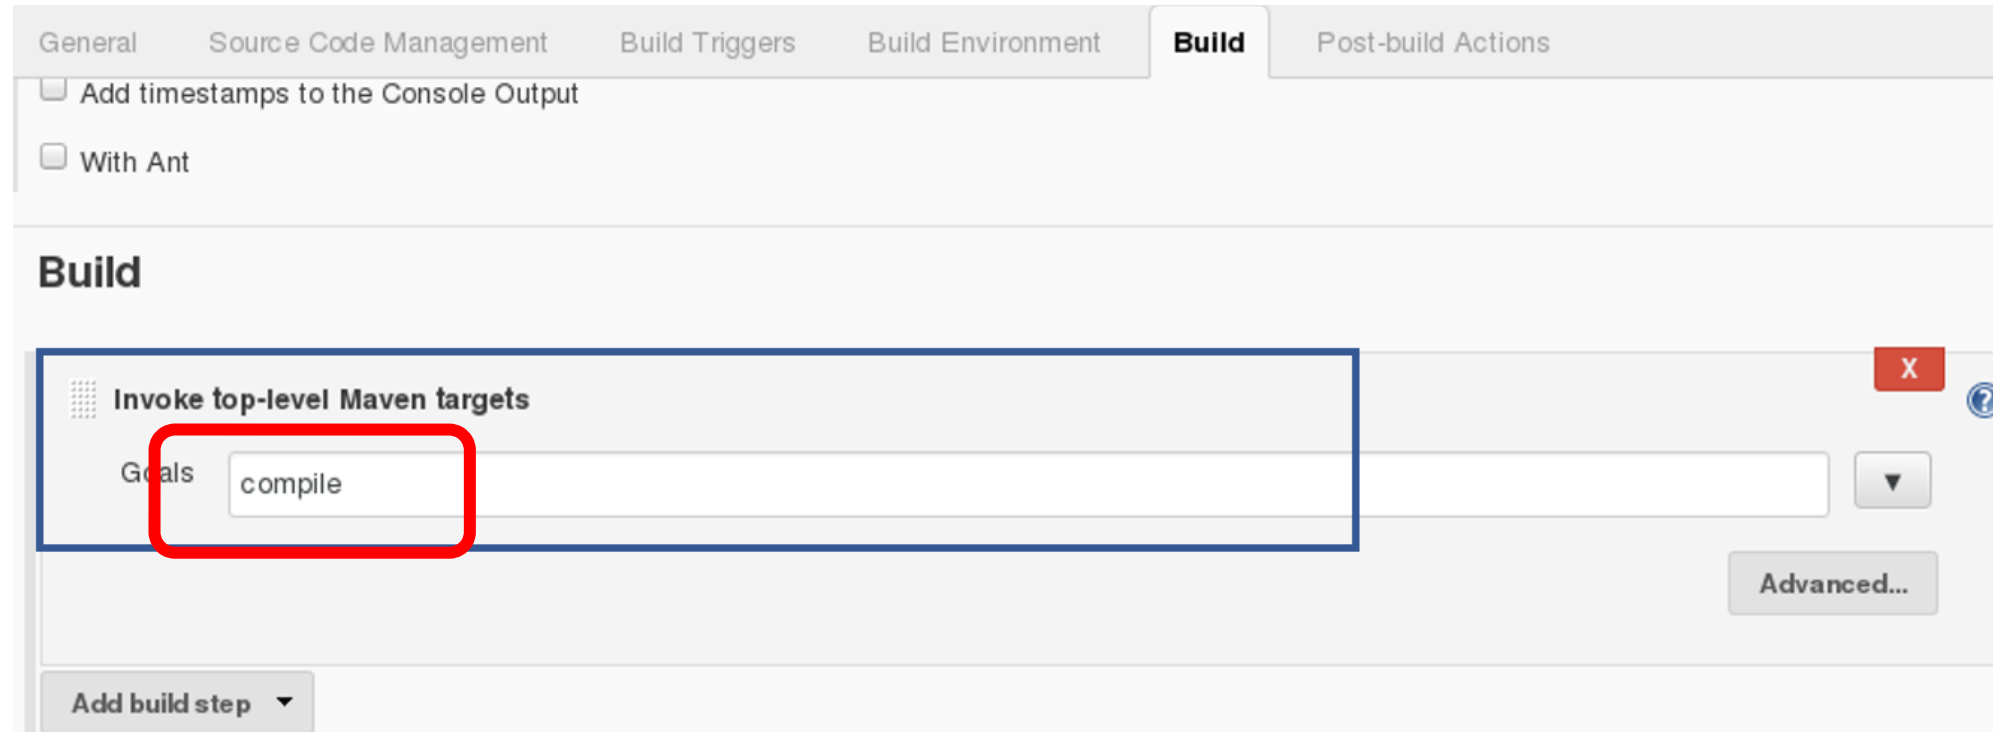 General Source Code Management Build Triggers Build Environment Build Post-build Actions
Add timestamps to the Console Output
With Ant
Build
X
Invoke top-level Maven targets ?
Goals compile ▼
Advanced...
Add build step